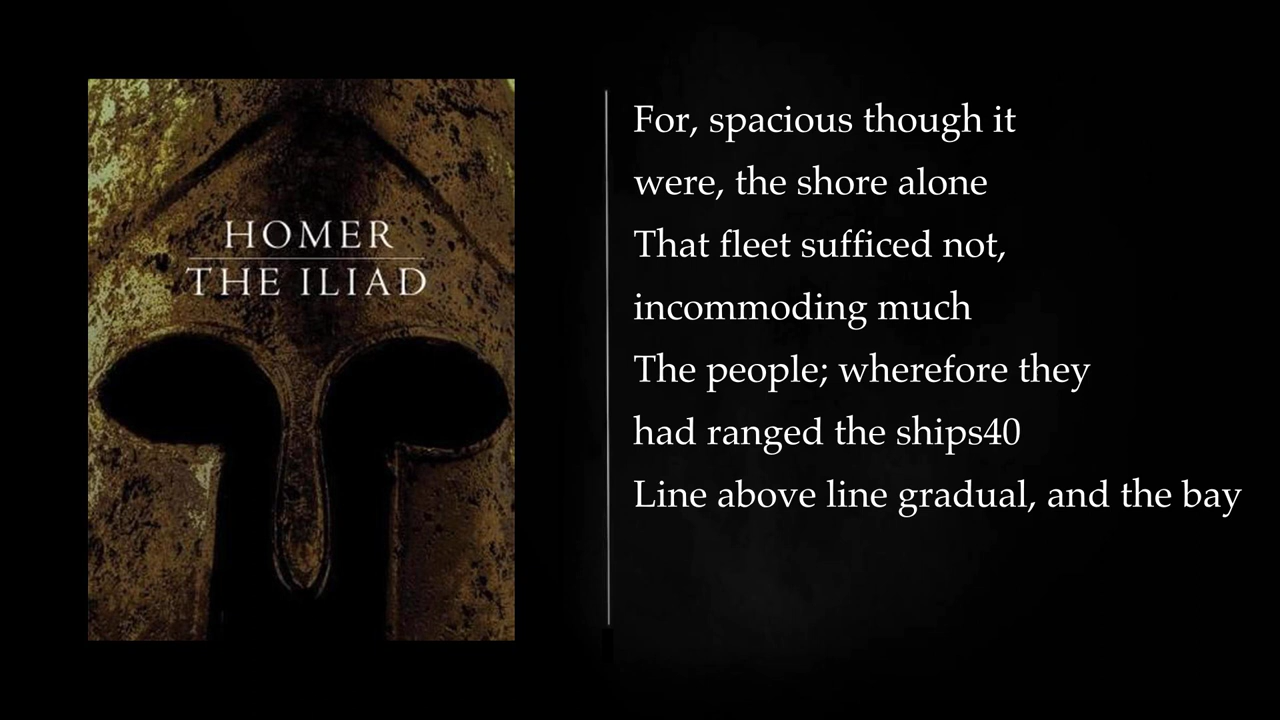 HOMER
THE ILIAD
For, spacious though it
were, the shore alone
That fleet sufficed not,
incommoding much
The people; wherefore they
had ranged the ships40
Line above line gradual, and the bay